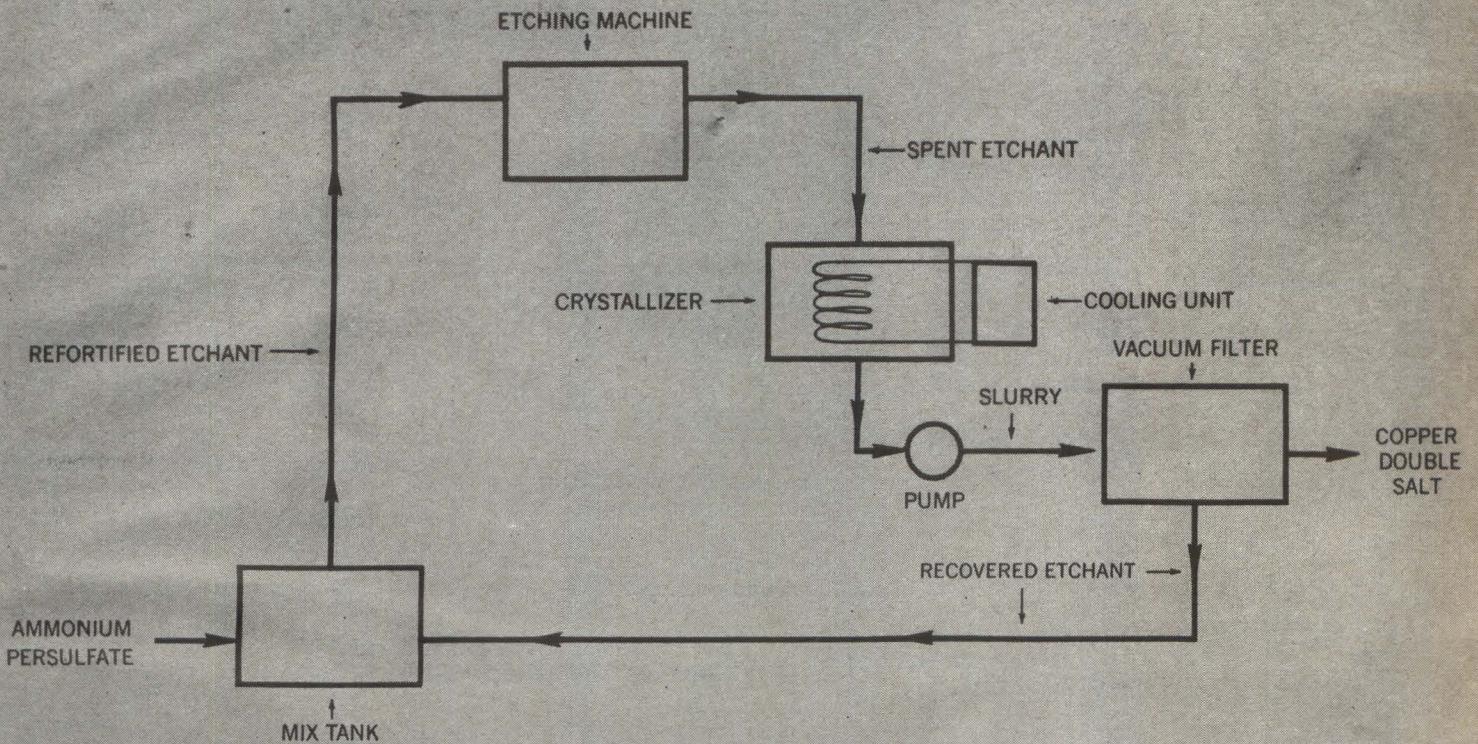 ETCHING MACHINE
SPENT ETCHANT
CRYSTALLIZER
COOLING UNIT
REFORTIFIED ETCHANT
VACUUM FILTER
SLURRY
COPPER
DOUBLE
SALT
PUMP
RECOVERED ETCHANT
AMMONIUM
PERSULFATE
MIX TANK